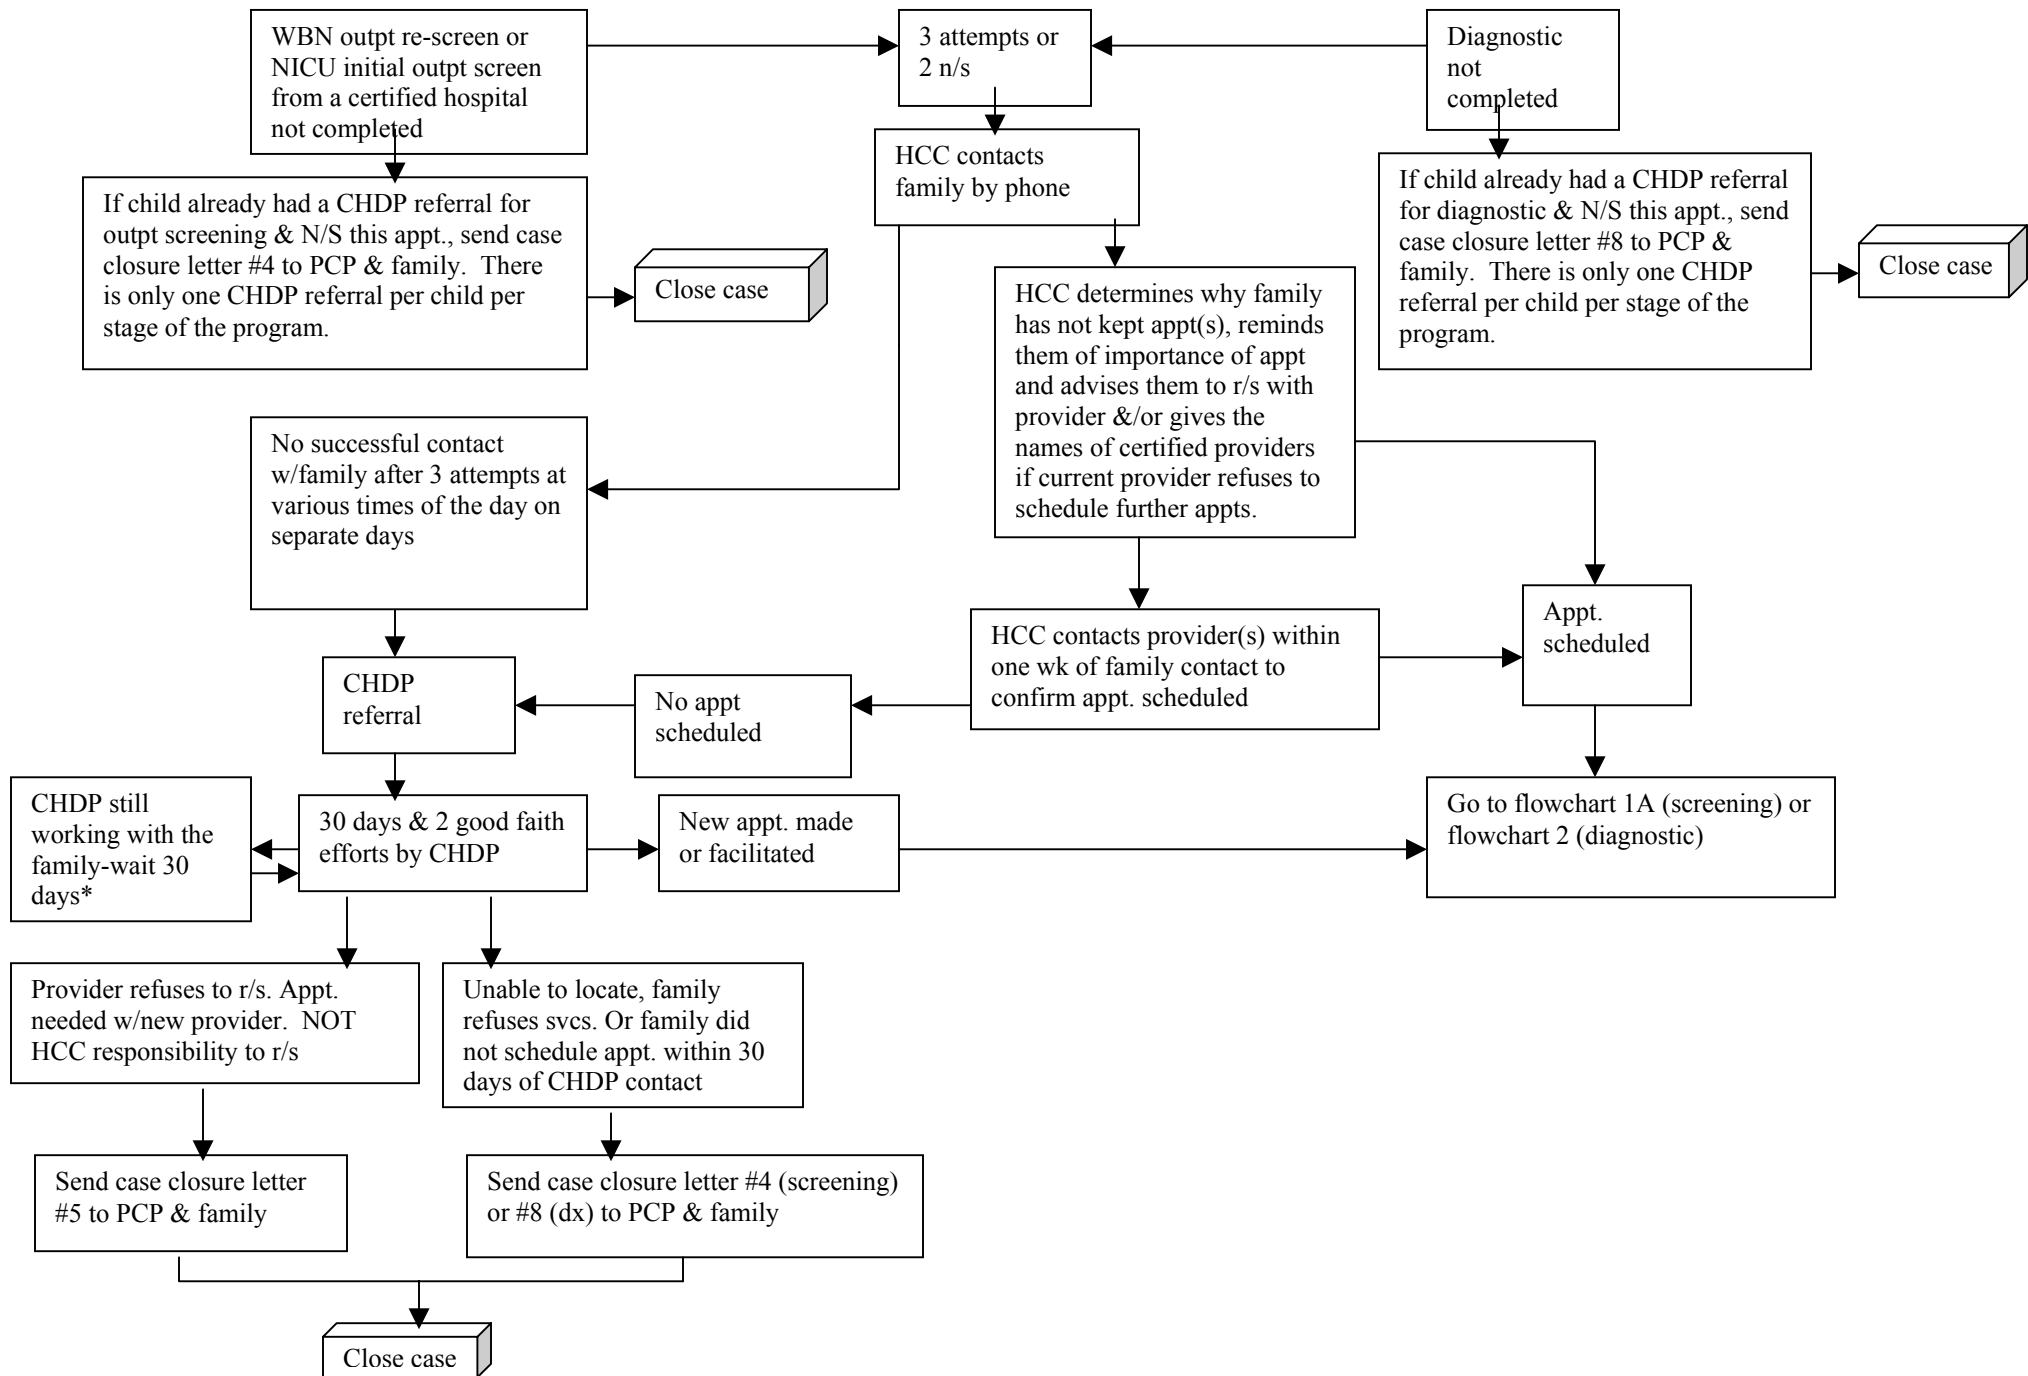 WBN outpt re-screen or
NICU initial outpt screen
from a certified hospital
not completed
3 attempts or
2 n/s
Diagnostic
not
completed
If child already had a CHDP referral for
outpt screening & N/S this appt., send case
closure letter #4 to PCP & family.  There
is only one CHDP referral per child per
stage of the program.
Close case
HCC contacts
family by phone
If child already had a CHDP referral
for diagnostic & N/S this appt., send
case closure letter #8 to PCP &
family.  There is only one CHDP
referral per child per stage of the
program.
Close case
HCC determines why family
has not kept appt(s), reminds
them of importance of appt
and advises them to r/s with
provider &/or gives the
names of certified providers
if current provider refuses to
schedule further appts.
No successful contact
w/family after 3 attempts at
various times of the day on
separate days
HCC contacts provider(s) within
one wk of family contact to
confirm appt. scheduled
Appt.
scheduled
CHDP
referral
No appt
scheduled
CHDP still
working with the
family-wait 30
days*
30 days & 2 good faith
efforts by CHDP
New appt. made
or facilitated
Go to flowchart 1A (screening) or
flowchart 2 (diagnostic)
Provider refuses to r/s. Appt.
needed w/new provider.  NOT
HCC responsibility to r/s
Unable to locate, family
refuses svcs. Or family did
not schedule appt. within 30
days of CHDP contact
Send case closure letter
#5 to PCP & family
Send case closure letter #4 (screening)
or #8 (dx) to PCP & family
Close case